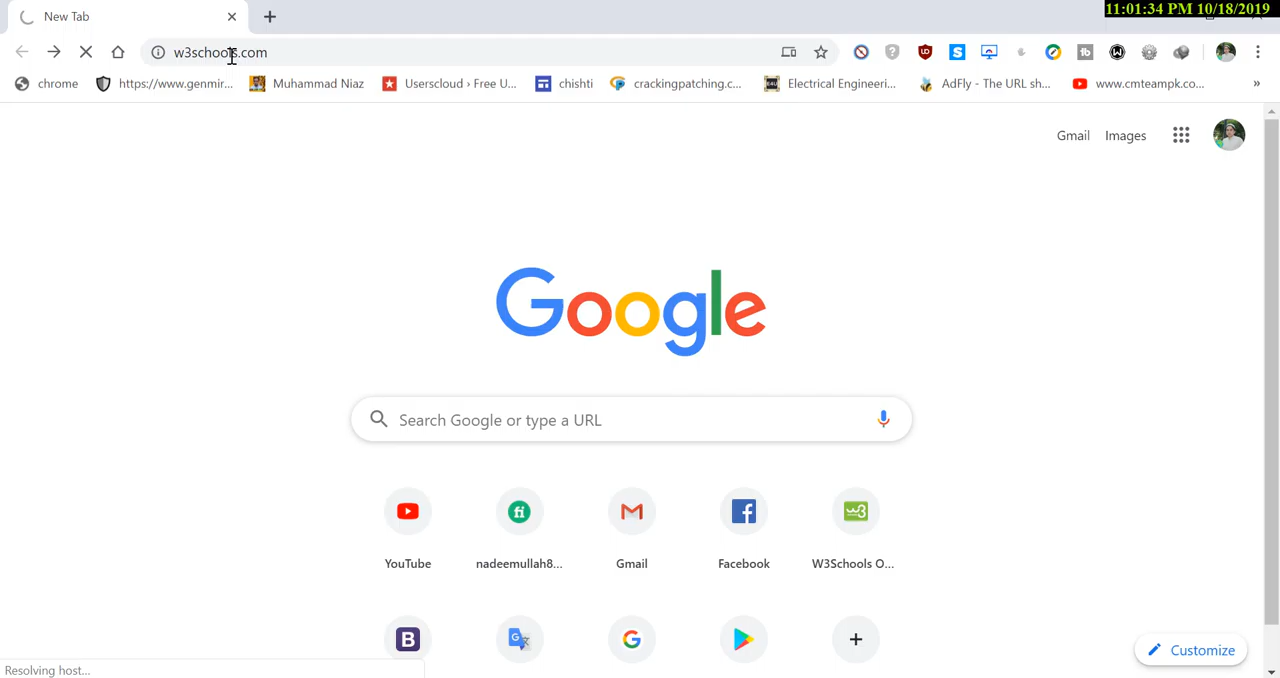 New Tab
11:01:34 PM 10/18/2019
w3schools.com
chrome
https://www.genmir...
Muhammad Niaz
Userscloud › Free U...
chishti
crackingpatching.c...
Electrical Engineeri...
AdFly - The URL sh...
www.cmteampk.co...
»
Gmail
Images
Google
Search Google or type a URL
YouTube
nadeemullah8...
Gmail
Facebook
W3Schools O...
Customize
Resolving host...